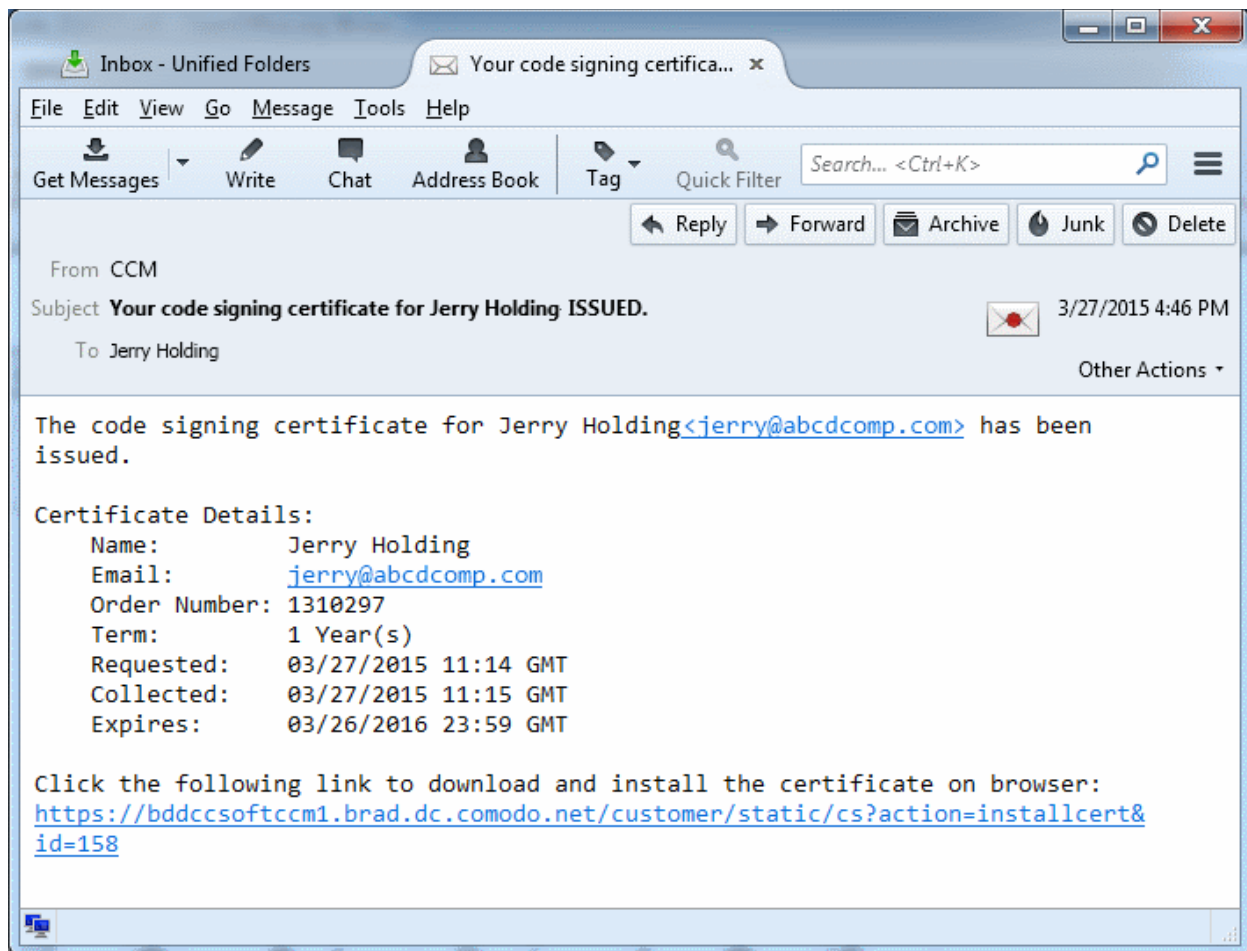 Inbox - Unified Folders
Your code signing certifica... x
File Edit View Go Message Tools Help
Get Messages Write Chat Address Book Tag Quick Filter Search... <Ctrl+K>
Reply Forward Archive Junk Delete
From CCM
Subject Your code signing certificate for Jerry Holding ISSUED.
3/27/2015 4:46 PM
To Jerry Holding
Other Actions
The code signing certificate for Jerry Holding<jerry@abcdcomp.com> has been
issued.
Certificate Details:
Name: Jerry Holding
Email: jerry@abcdcomp.com
Order Number: 1310297
Term: 1 Year(s)
Requested: 03/27/2015 11:14 GMT
Collected: 03/27/2015 11:15 GMT
Expires: 03/26/2016 23:59 GMT
Click the following link to download and install the certificate on browser:
https://bddccsoftccm1.brad.dc.comodo.net/customer/static/cs?action=installcert&
id=158